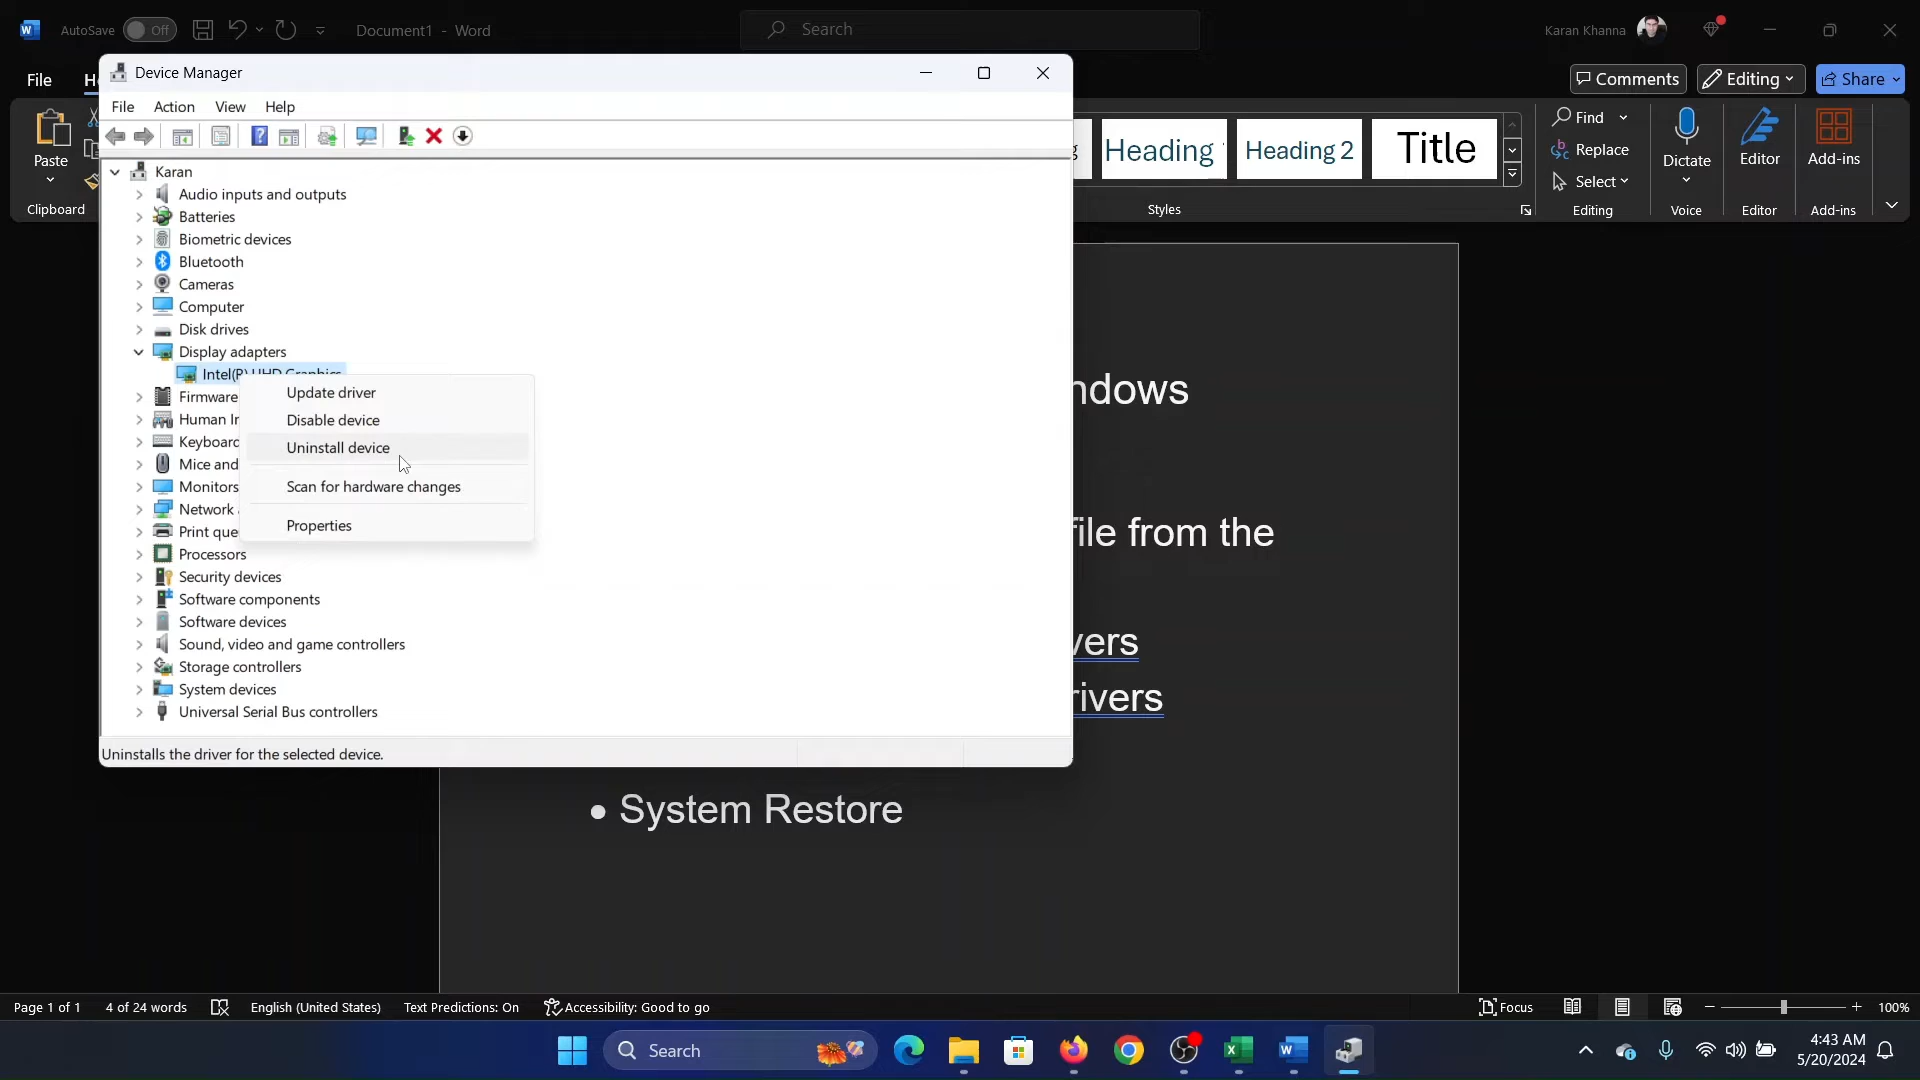 AutoSave Off Document1 - Word Search Karan Khanna
File
Comments Editing Share
Device Manager
File Action View Help
Paste
Clipboard
Heading
Heading 2
Title
Styles
Find
Replace
Select
Editing
Dictate
Voice
Editor
Editor
Add-ins
Add-ins
Karan
Audio inputs and outputs
Batteries
Biometric devices
Bluetooth
Cameras
Computer
Disk drives
Display adapters
Intel(R) UHD Graphics
Firmware
Human In
Keyboard
Mice and
Monitors
Network
Print que
Processors
Security devices
Software components
Software devices
Sound, video and game controllers
Storage controllers
System devices
Universal Serial Bus controllers
Update driver
Disable device
Uninstall device
Scan for hardware changes
Properties
Uninstalls the driver for the selected device.
ndows
file from the
vers
rivers
• System Restore
Page 1 of 1 4 of 24 words English (United States) Text Predictions: On Accessibility: Good to go Focus 100%
Search
4:43 AM
5/20/2024